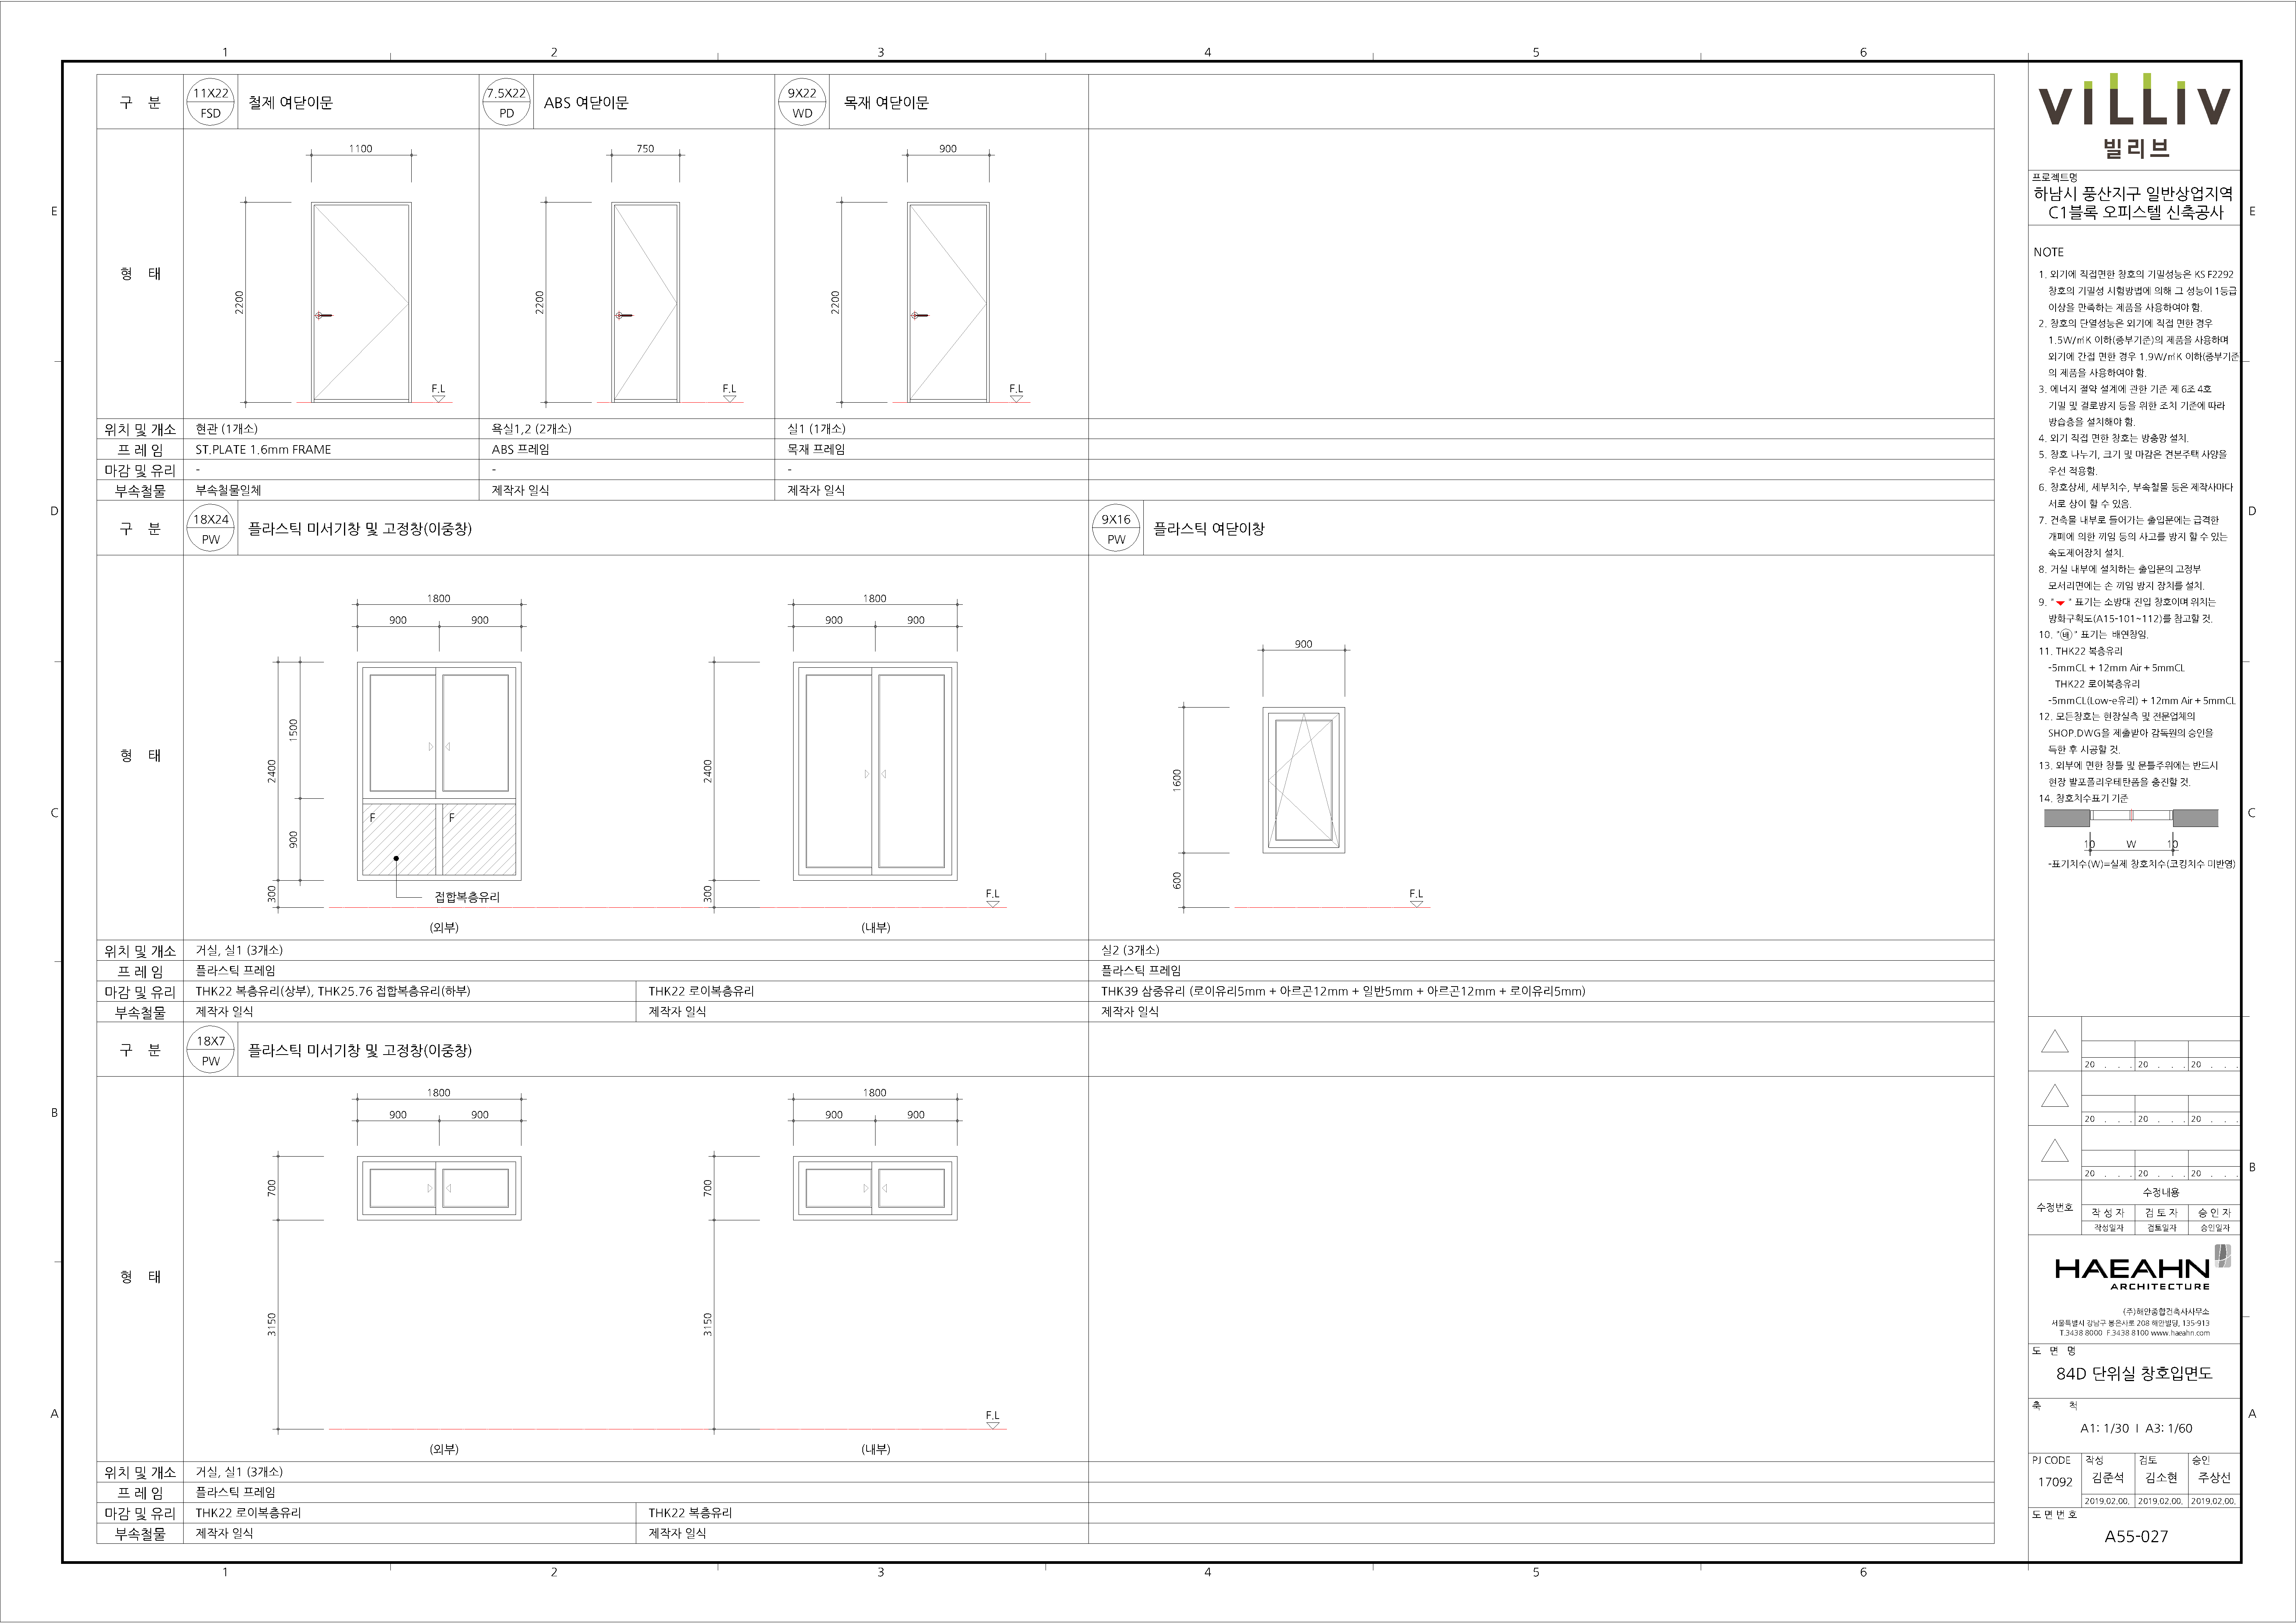 1 2 3 4 5 6
구 분
11X22
FSD
철제 여닫이문
7.5X22
PD
ABS 여닫이문
9X22
WD
목재 여닫이문
형 태
1100
2200
F.L
750
2200
F.L
900
2200
F.L
위치 및 개소 현관 (1개소) 욕실1,2 (2개소) 실1 (1개소)
프 레 임 ST.PLATE 1.6mm FRAME ABS 프레임 목재 프레임
마감 및 유리 - - -
부속철물 부속철물일체 제작자 일식 제작자 일식
구 분
18X24
PW
플라스틱 미서기창 및 고정창(이중창)
9X16
PW
플라스틱 여닫이창
형 태
1800
900 900
1500
2400
900
300
F F
접합복층유리
(외부)
1800
900 900
2400
300
F.L
(내부)
900
1600
600
F.L
위치 및 개소 거실, 실1 (3개소) 실2 (3개소)
프 레 임 플라스틱 프레임 플라스틱 프레임
마감 및 유리 THK22 복층유리(상부), THK25.76 접합복층유리(하부) THK22 로이복층유리 THK39 삼중유리 (로이유리5mm + 아르곤12mm + 일반5mm + 아르곤12mm + 로이유리5mm)
부속철물 제작자 일식 제작자 일식 제작자 일식
구 분
18X7
PW
플라스틱 미서기창 및 고정창(이중창)
형 태
1800
900 900
700
3150
(외부)
1800
900 900
700
3150
F.L
(내부)
위치 및 개소 거실, 실1 (3개소)
프 레 임 플라스틱 프레임
마감 및 유리 THK22 로이복층유리 THK22 복층유리
부속철물 제작자 일식 제작자 일식
1 2 3 4 5 6
E
D
C
B
A
E
D
C
B
A
VILLIV
빌리브
프로젝트명
하남시 풍산지구 일반상업지역
C1블록 오피스텔 신축공사
NOTE
1. 외기에 직접면한 창호의 기밀성능은 KS F2292
창호의 기밀성 시험방법에 의해 그 성능이 1등급
이상을 만족하는 제품을 사용하여야 함.
2. 창호의 단열성능은 외기에 직접 면한 경우
1.5W/㎡K 이하(중부기준)의 제품을 사용하며
외기에 간접 면한 경우 1.9W/㎡K 이하(중부기준
의 제품을 사용하여야 함.
3. 에너지 절약 설계에 관한 기준 제 6조 4호
기밀 및 결로방지 등을 위한 조치 기준에 따라
방습층을 설치해야 함.
4. 외기 직접 면한 창호는 방충망 설치.
5. 창호 나누기, 크기 및 마감은 견본주택 사양을
우선 적용함.
6. 창호상세, 세부치수, 부속철물 등은 제작사마다
서로 상이 할 수 있음.
7. 건축물 내부로 들어가는 출입문에는 급격한
개폐에 의한 끼임 등의 사고를 방지 할 수 있는
속도제어장치 설치.
8. 거실 내부에 설치하는 출입문의 고정부
모서리면에는 손 끼임 방지 장치를 설치.
9. "▼" 표기는 소방대 진입 창호이며 위치는
방화구획도(A15-101~112)를 참고할 것.
10. "배" 표기는 배연창임.
11. THK22 복층유리
-5mmCL + 12mm Air + 5mmCL
THK22 로이복층유리
-5mmCL(Low-e유리) + 12mm Air + 5mmCL
12. 모든창호는 현장실측 및 전문업체의
SHOP.DWG을 제출받아 감독원의 승인을
득한 후 시공할 것.
13. 외부에 면한 창틀 및 문틀주위에는 반드시
현장 발포폴리우테탄폼을 충진할 것.
14. 창호치수표기 기준
10 W 10
-표기치수(W)=실제 창호치수(코킹치수 미반영)
20 . . . 20 . . . 20 . . .
20 . . . 20 . . . 20 . . .
20 . . . 20 . . . 20 . . .
수정번호
수정내용
작 성 자 검 토 자 승 인 자
작성일자 검토일자 승인일자
HAEAHN
ARCHITECTURE
(주)해안종합건축사사무소
서울특별시 강남구 봉은사로 208 해안빌딩, 135-913
T.3438 8000 F.3438 8100 www.haeahn.com
도 면 명
84D 단위실 창호입면도
축 척
A1: 1/30 I A3: 1/60
PJ CODE 작성 검토 승인
17092 김준석 김소현 주상선
2019.02.00. 2019.02.00. 2019.02.00.
도 면 번 호
A55-027